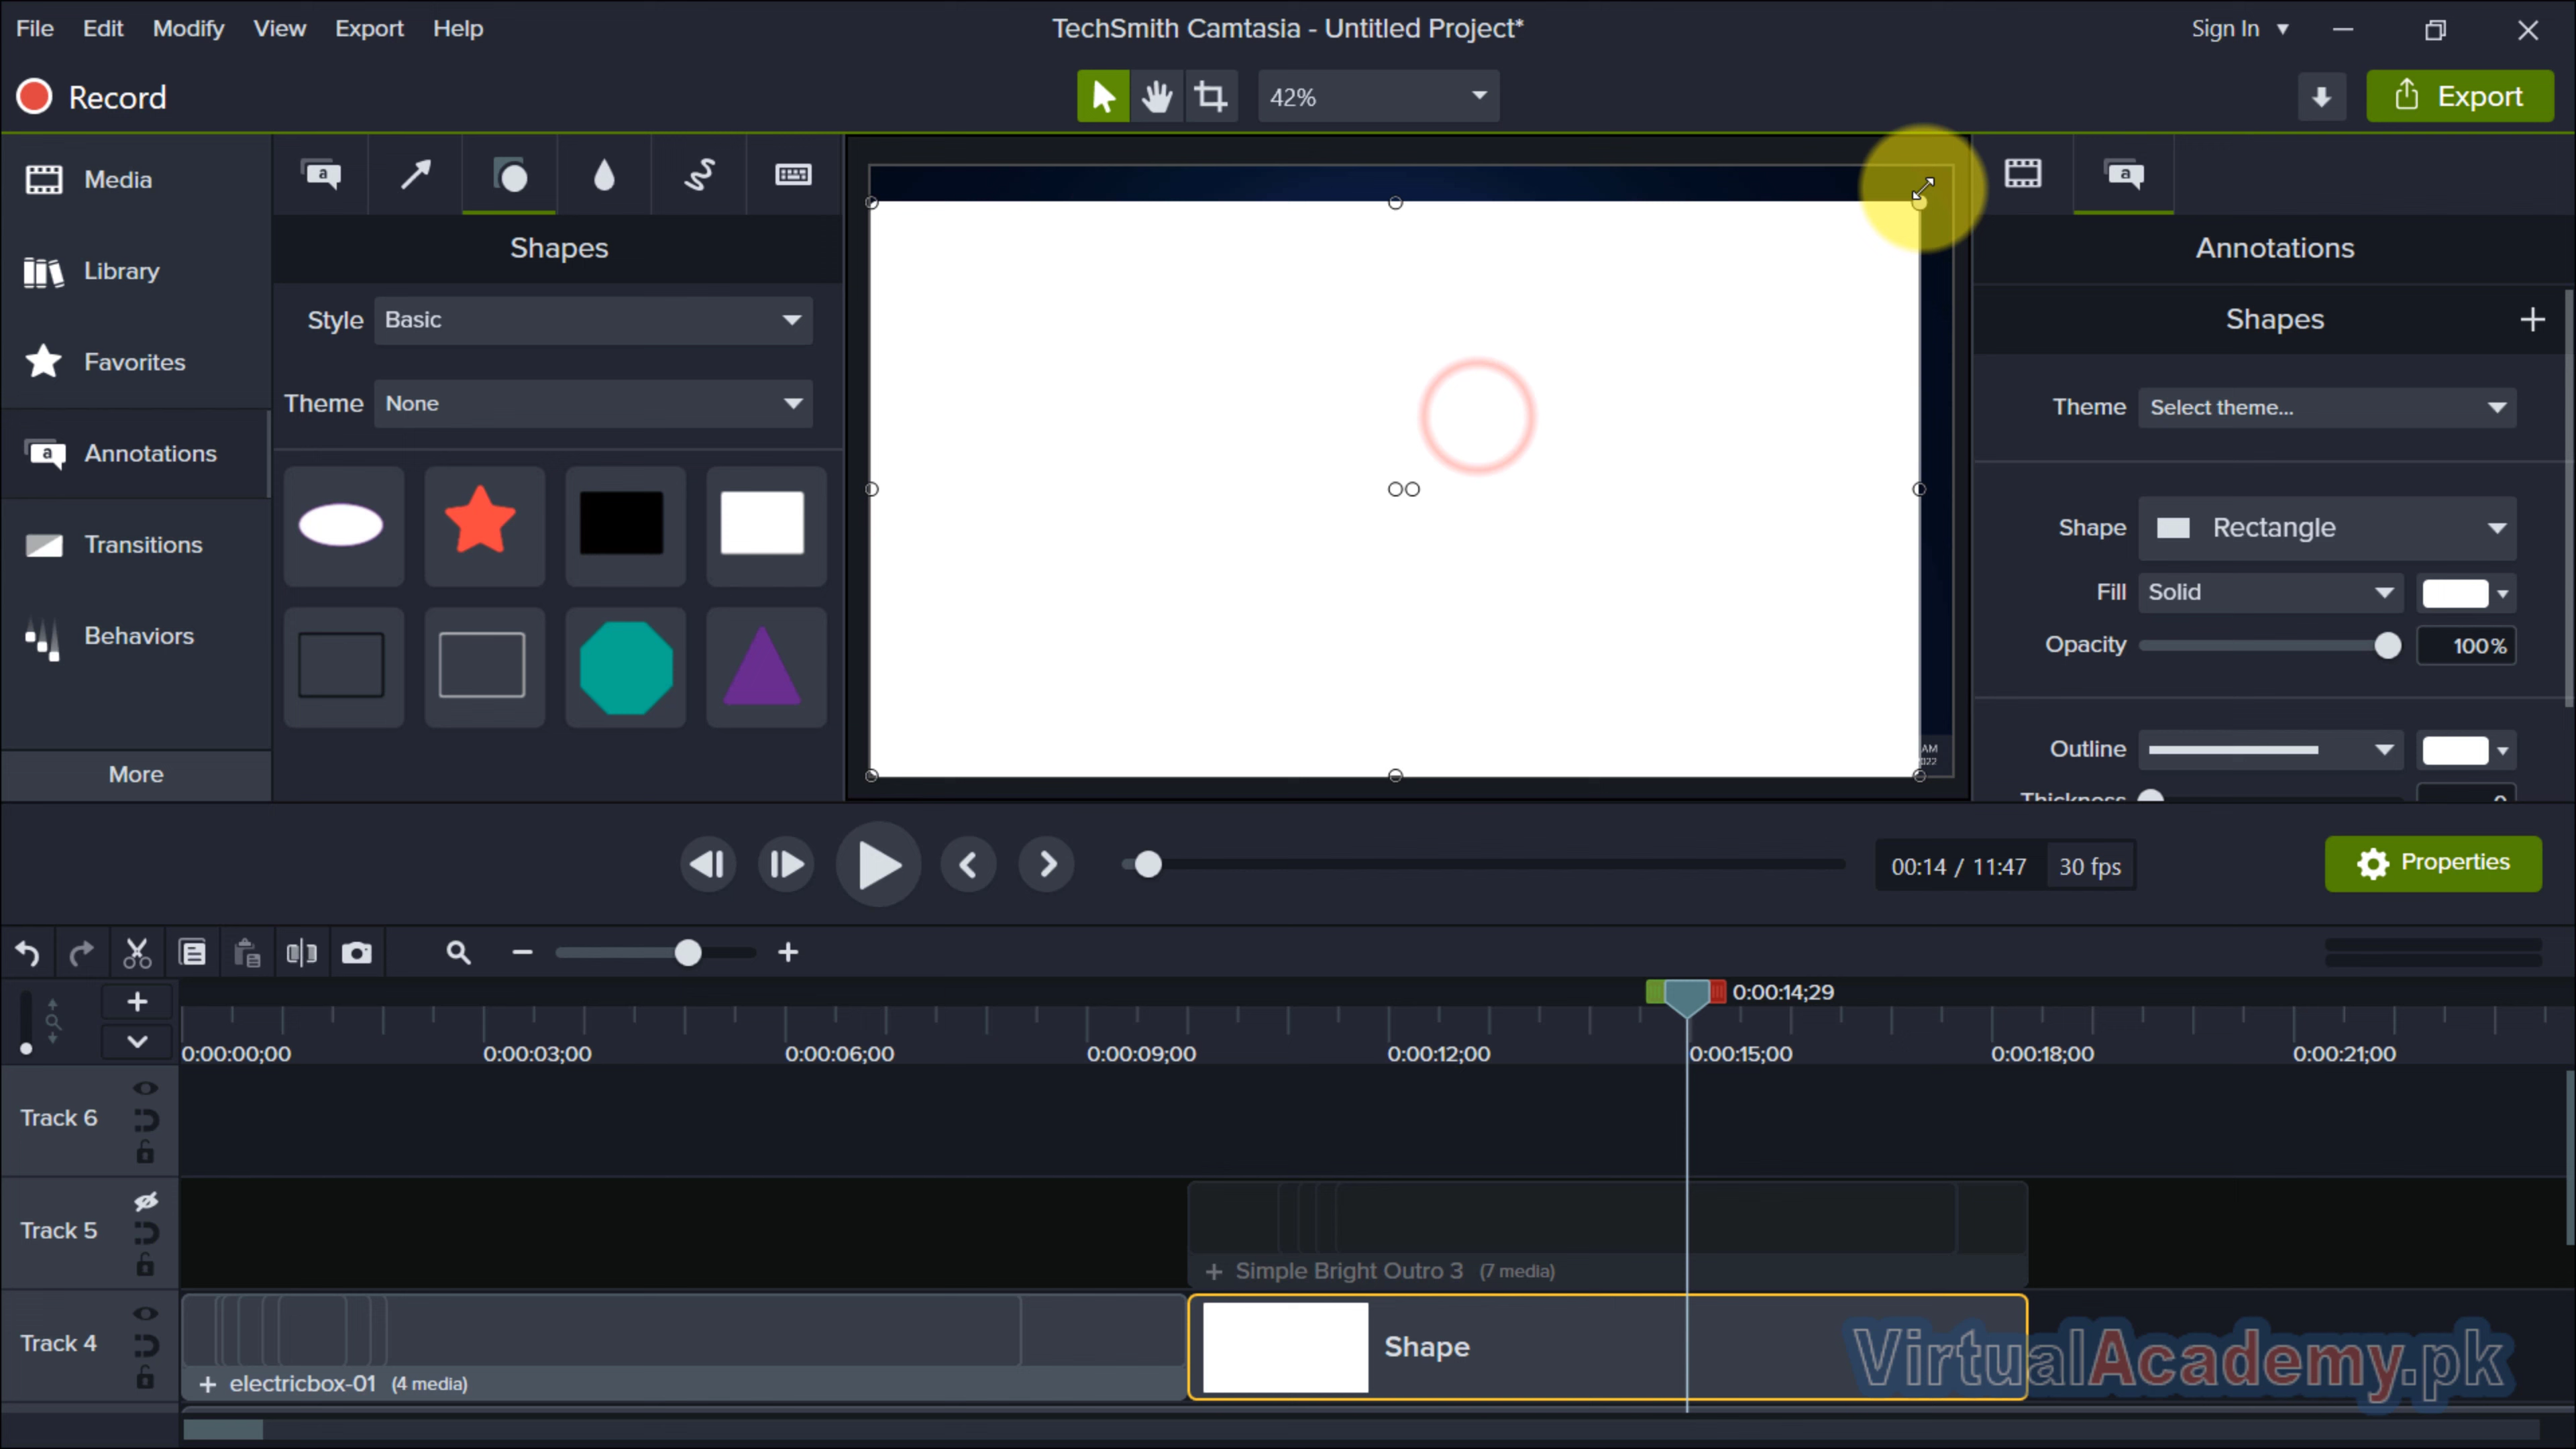 File Edit Modify View Export Help
TechSmith Camtasia - Untitled Project*
Sign In
Record
42%
Export
Media
Library
Favorites
Annotations
Transitions
Behaviors
More
Shapes
Style Basic
Theme None
Annotations
Shapes
Theme Select theme...
Shape Rectangle
Fill Solid
Opacity 100%
Outline
Thickness 0
AM
022
00:14 / 11:47 30 fps
Properties
0:00:14;29
0:00:00;00 0:00:03;00 0:00:06;00 0:00:09;00 0:00:12;00 0:00:15;00 0:00:18;00 0:00:21;00
Track 6
Track 5
+ Simple Bright Outro 3 (7 media)
Track 4
Shape
+ electricbox-01 (4 media)
VirtualAcademy.pk